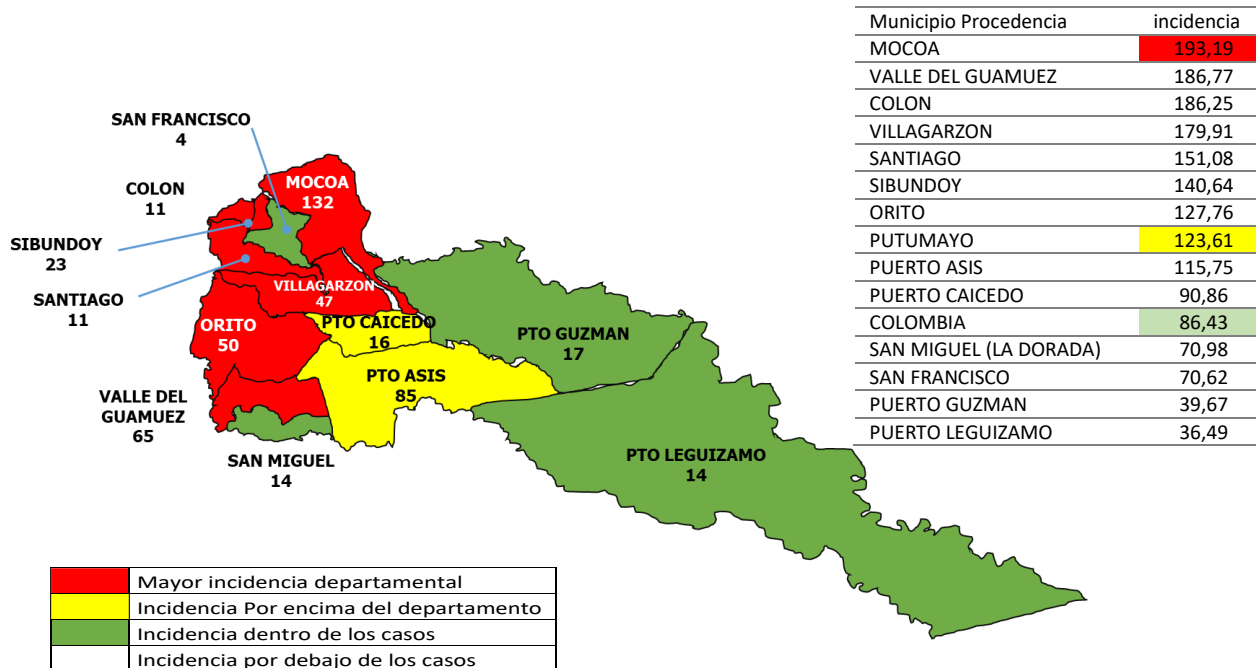 Municipio Procedencia incidencia
MOCOA 193,19
VALLE DEL GUAMUEZ 186,77
COLON 186,25
VILLAGARZON 179,91
SANTIAGO 151,08
SIBUNDOY 140,64
ORITO 127,76
PUTUMAYO 123,61
PUERTO ASIS 115,75
PUERTO CAICEDO 90,86
COLOMBIA 86,43
SAN MIGUEL (LA DORADA) 70,98
SAN FRANCISCO 70,62
PUERTO GUZMAN 39,67
PUERTO LEGUIZAMO 36,49
SAN FRANCISCO
4
MOCOA
132
COLON
11
SIBUNDOY
23
SANTIAGO
11
VILLAGARZON
47
ORITO
50
PTO CAICEDO
16
PTO GUZMAN
17
PTO ASIS
85
VALLE DEL
GUAMUEZ
65
SAN MIGUEL
14
PTO LEGUIZAMO
14
Mayor incidencia departamental
Incidencia Por encima del departamento
Incidencia dentro de los casos
Incidencia por debajo de los casos